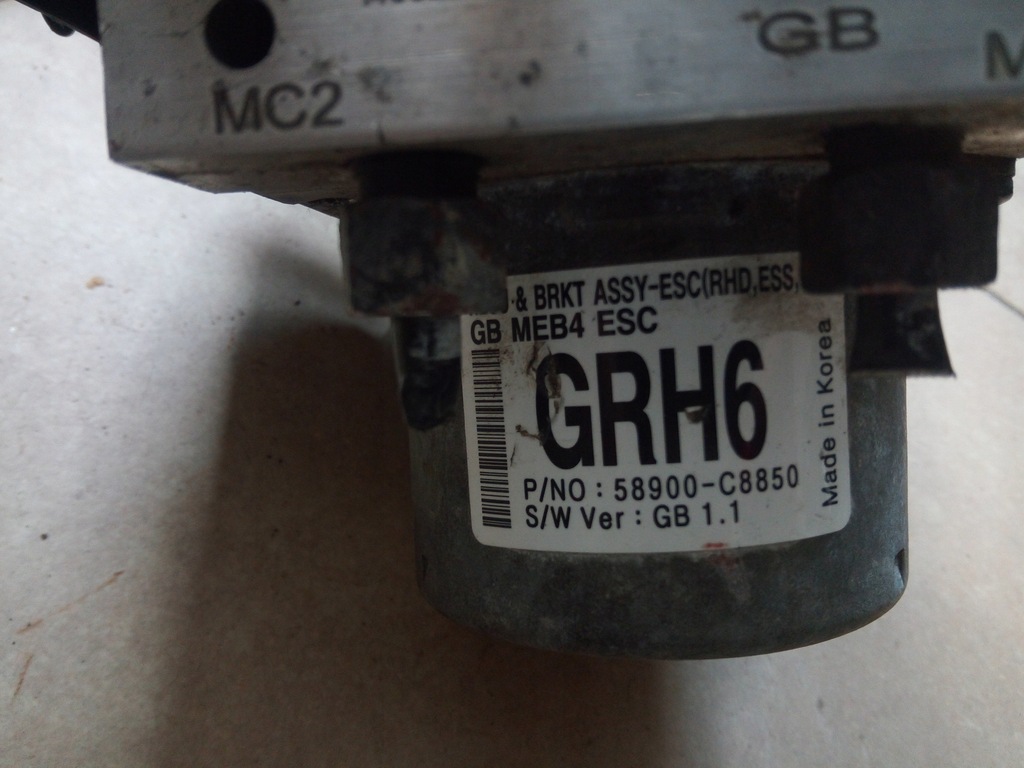 GB
MC2
& BRKT ASSY-ESC(RHD,ESS,
GB MEB4 ESC
GRH6
P/NO : 58900-C8850
S/W Ver : GB 1.1
Made in Korea